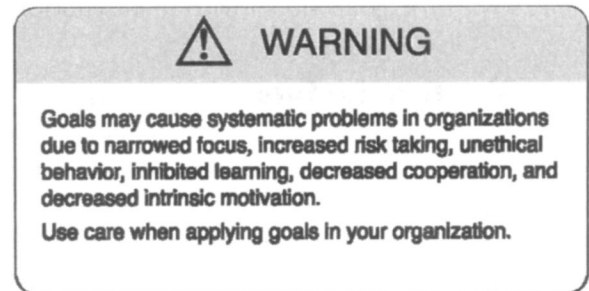 WARNING
Goals may cause systematic problems in organizations
due to narrowed focus, increased risk taking, unethical
behavior, inhibited learning, decreased cooperation, and
decreased intrinsic motivation.
Use care when applying goals in your organization.